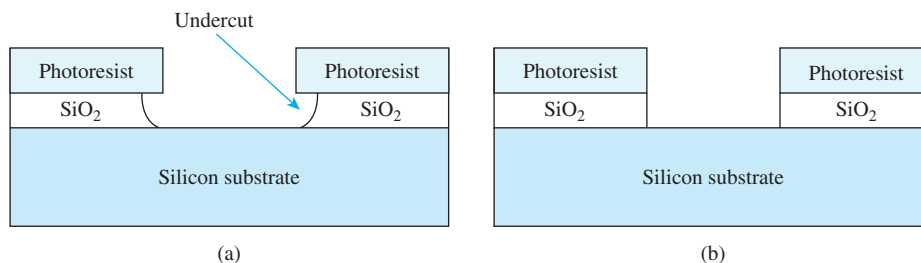 Undercut
Photoresist
Photoresist
SiO2
SiO2
Silicon substrate
(a)
Photoresist
Photoresist
SiO2
SiO2
Silicon substrate
(b)